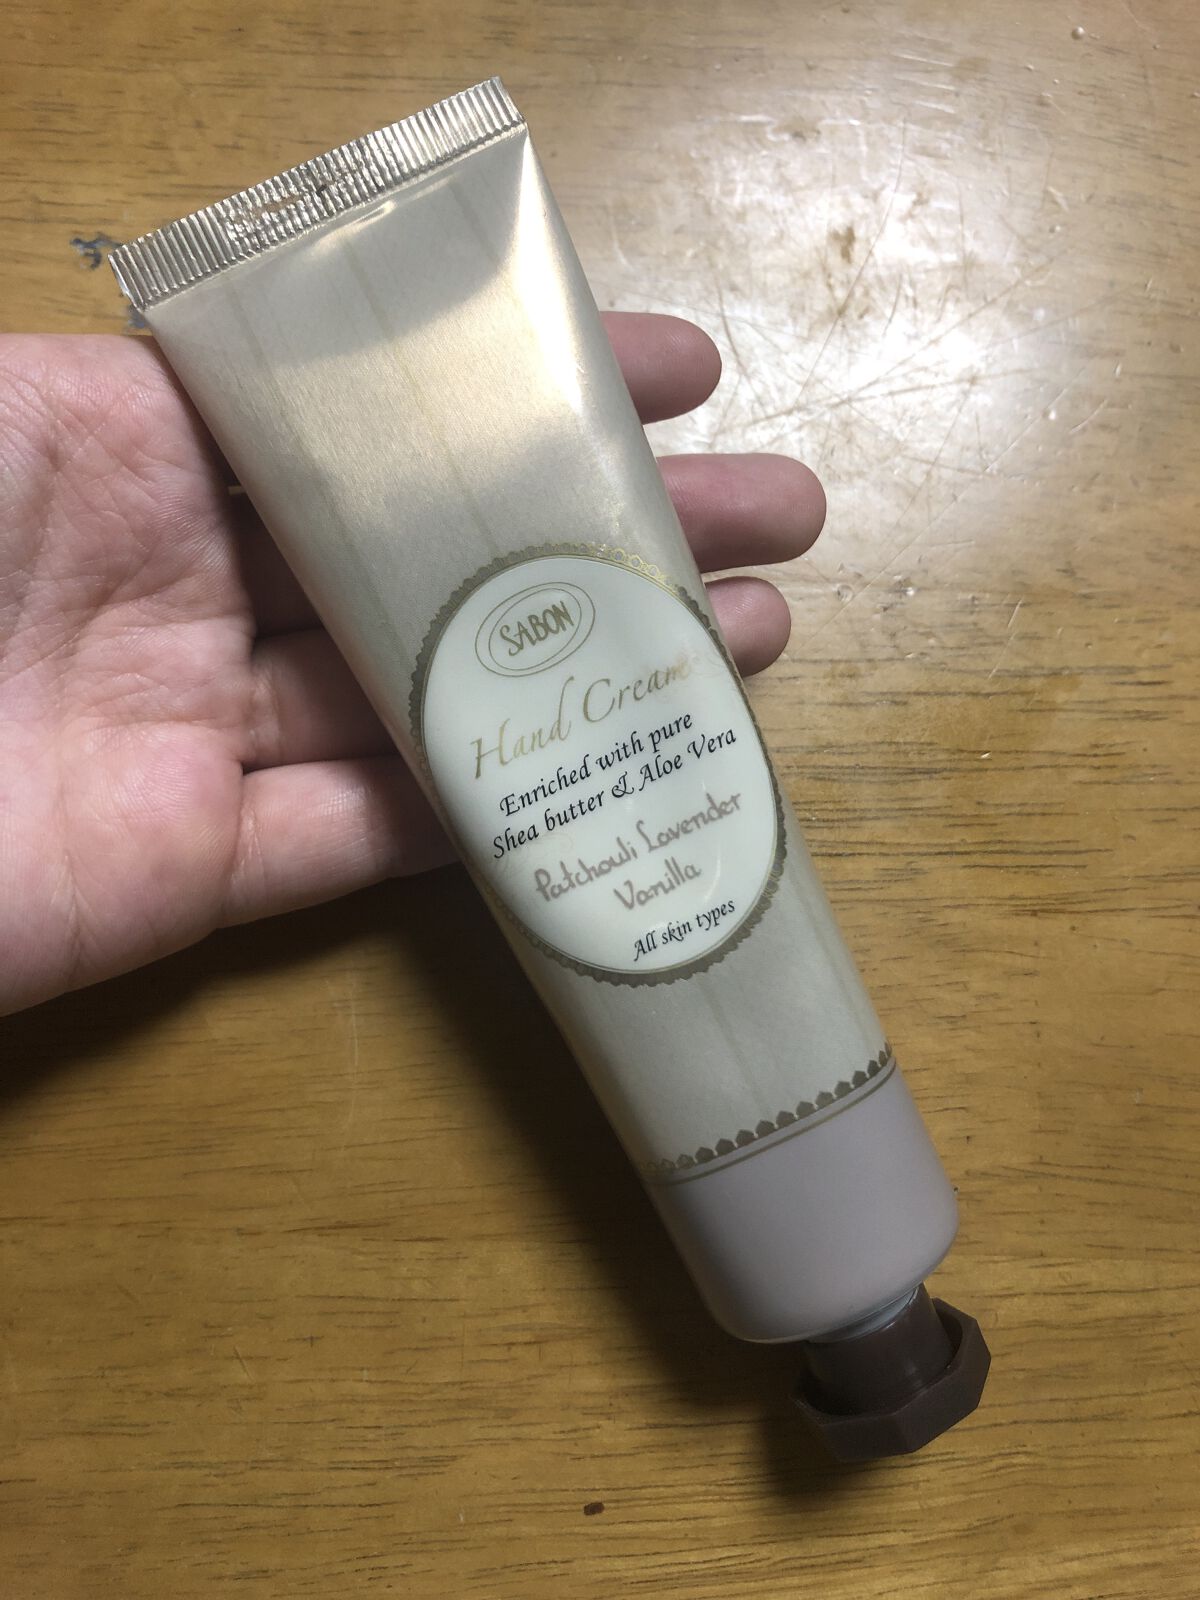 SABON
Hand Cream
Enriched with pure
Shea butter & Aloe Vera
Patchouli Lavender
Vanilla
All skin types